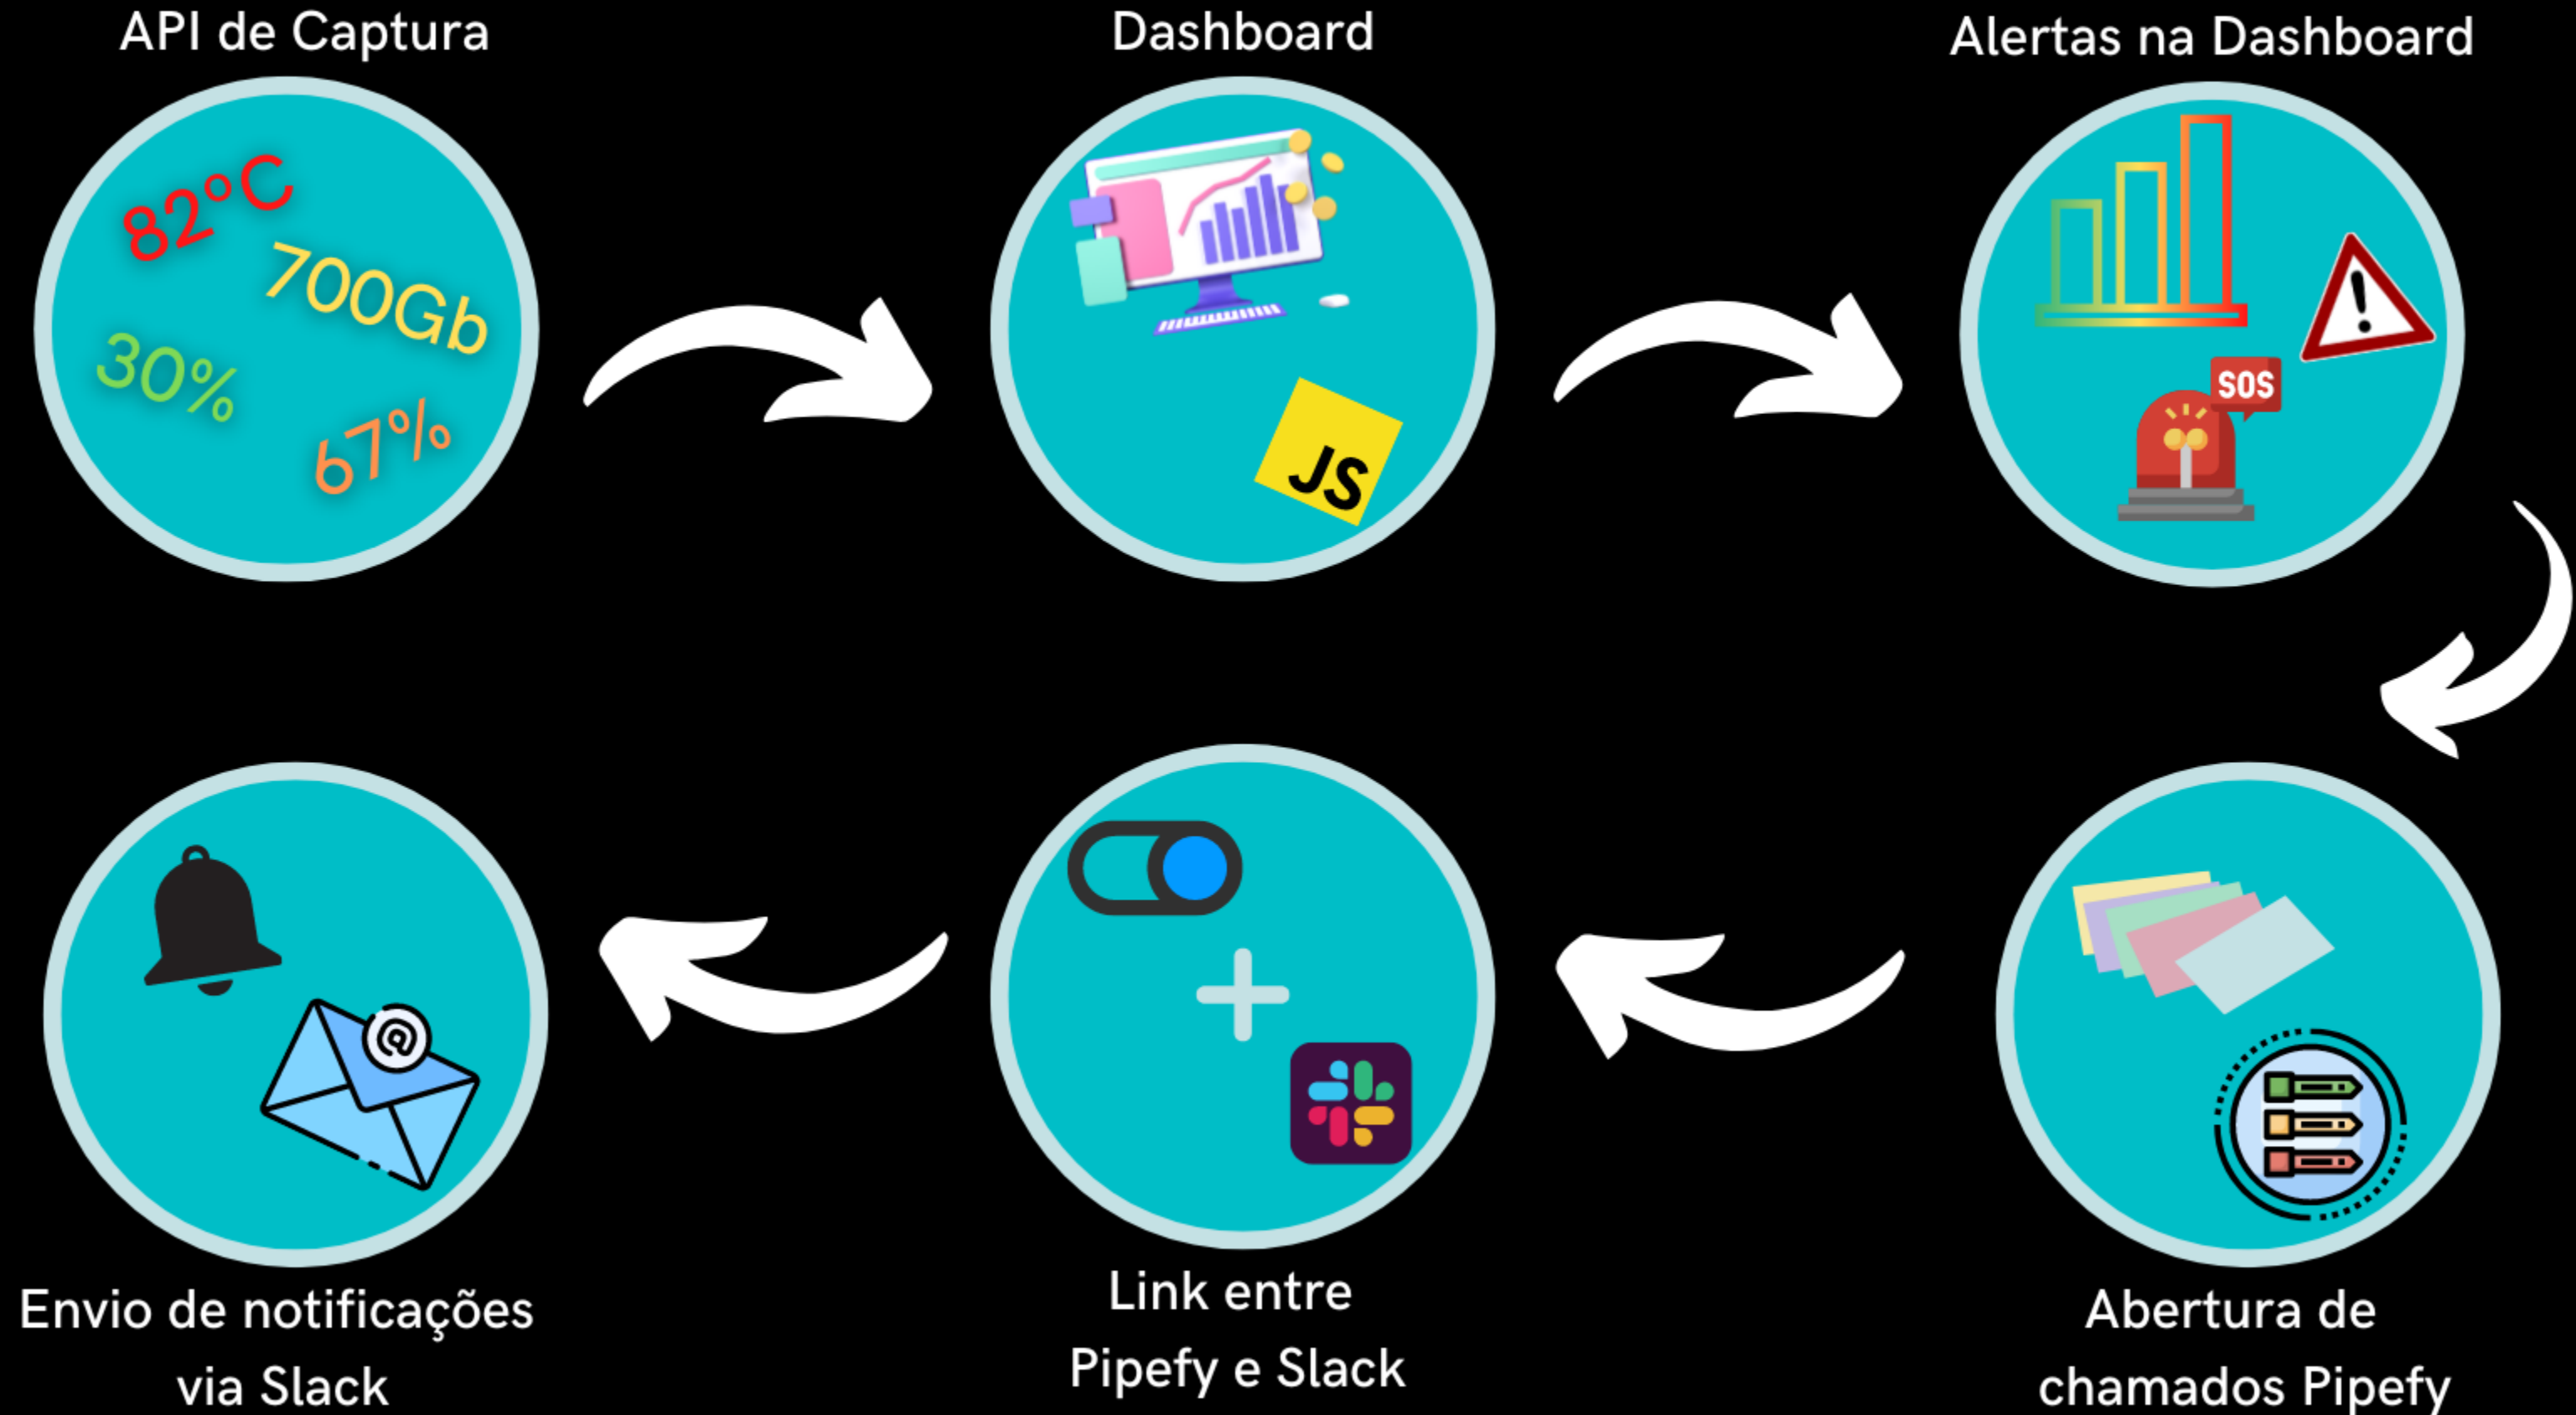 API de Captura
Dashboard
Alertas na Dashboard
82°C
700Gb
30%
67%
JS
SOS
@
Envio de notificações
via Slack
Link entre
Pipefy e Slack
Abertura de
chamados Pipefy